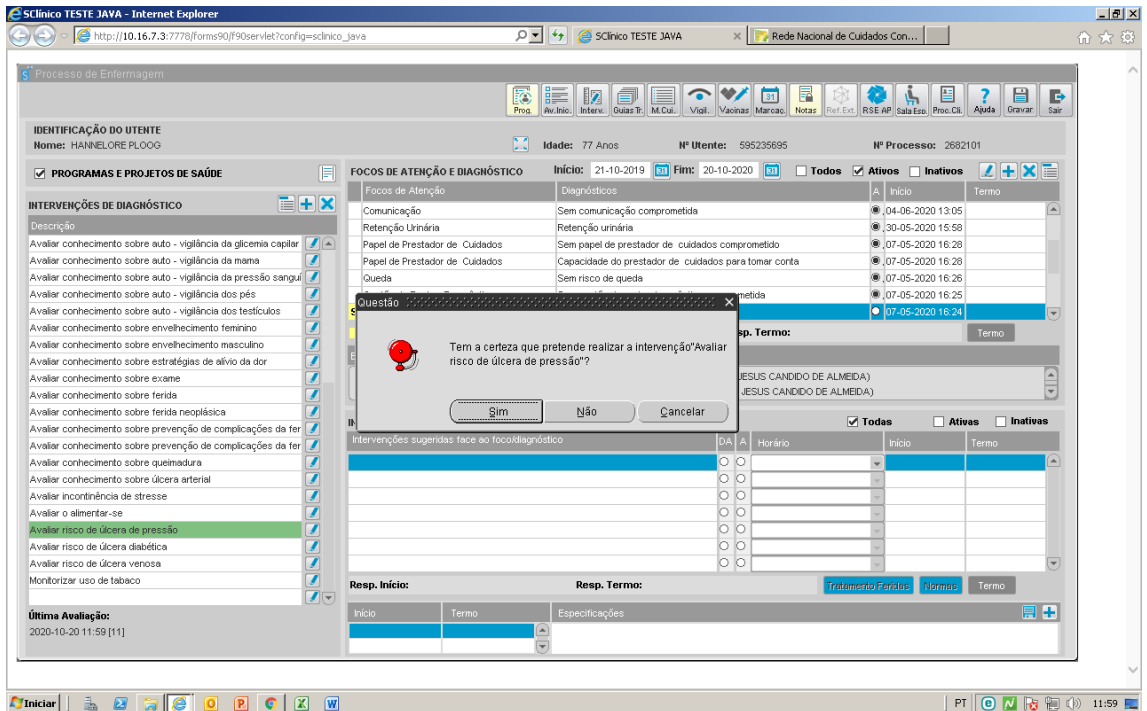 SClínico TESTE JAVA - Internet Explorer
http://10.16.7.3:7778/forms90/f90servlet?config=sclinico_java
SClínico TESTE JAVA
Rede Nacional de Cuidados Con...
Processo de Enfermagem
Prog. Av.Inic. Interv. Guias Tr. M.Cui. Vigil. Vacinas Marcaç. Notas Ref.Ext. RSE AP Sala Esp. Proc.Cli. Ajuda Gravar Sair
IDENTIFICAÇÃO DO UTENTE
Nome: HANNELORE PLOOG Idade: 77 Anos Nº Utente: 595235695 Nº Processo: 2682101
PROGRAMAS E PROJETOS DE SAÚDE
INTERVENÇÕES DE DIAGNÓSTICO
Descrição
Avaliar conhecimento sobre auto - vigilância da glicemia capilar
Avaliar conhecimento sobre auto - vigilância da mama
Avaliar conhecimento sobre auto - vigilância da pressão sangui
Avaliar conhecimento sobre auto - vigilância dos pés
Avaliar conhecimento sobre auto - vigilância dos testículos
Avaliar conhecimento sobre envelhecimento feminino
Avaliar conhecimento sobre envelhecimento masculino
Avaliar conhecimento sobre estratégias de alívio da dor
Avaliar conhecimento sobre exame
Avaliar conhecimento sobre ferida
Avaliar conhecimento sobre ferida neoplásica
Avaliar conhecimento sobre prevenção de complicações da fer
Avaliar conhecimento sobre prevenção de complicações da fer
Avaliar conhecimento sobre queimadura
Avaliar conhecimento sobre úlcera arterial
Avaliar incontinência de stresse
Avaliar o alimentar-se
Avaliar risco de úlcera de pressão
Avaliar risco de úlcera diabética
Avaliar risco de úlcera venosa
Monitorizar uso de tabaco
Última Avaliação:
2020-10-20 11:59 [11]
FOCOS DE ATENÇÃO E DIAGNÓSTICO Início: 21-10-2019 Fim: 20-10-2020 Todos Ativos Inativos
Focos de Atenção Diagnósticos A Início Termo
Comunicação Sem comunicação comprometida 04-06-2020 13:05
Retenção Urinária Retenção urinária 30-05-2020 15:58
Papel de Prestador de Cuidados Sem papel de prestador de cuidados comprometido 07-05-2020 16:28
Papel de Prestador de Cuidados Capacidade do prestador de cuidados para tomar conta 07-05-2020 16:28
Queda Sem risco de queda 07-05-2020 16:26
metida 07-05-2020 16:25
07-05-2020 16:24
sp. Termo: Termo
JESUS CANDIDO DE ALMEIDA)
JESUS CANDIDO DE ALMEIDA)
Questão
Tem a certeza que pretende realizar a intervenção"Avaliar
risco de úlcera de pressão"?
Sim Não Cancelar
Todas Ativas Inativas
Intervenções sugeridas face ao foco/diagnóstico DA A Horário Início Termo
Resp. Início: Resp. Termo: Tratamento Feridas Normas Termo
Início Termo Especificações
Iniciar
PT 11:59